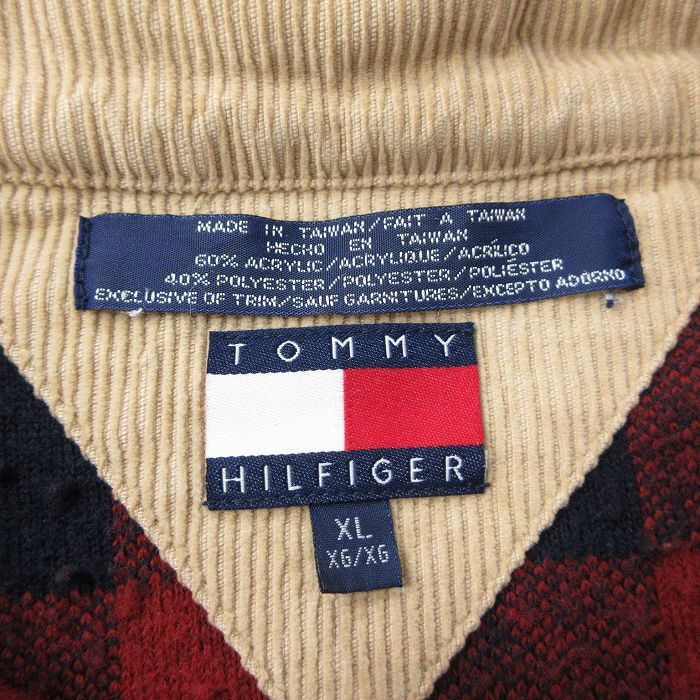 MADE IN TAIWAN/FAIT A TAIWAN
HECHO EN TAIWAN
60% ACRYLIC/ACRYLIQUE/ACRÍLICO
40% POLYESTER/POLYESTER/POLIÉSTER
EXCLUSIVE OF TRIM/SAUF GARNITURES/EXCEPTO ADORNO
TOMMY
HILFIGER
XL
XG/XG